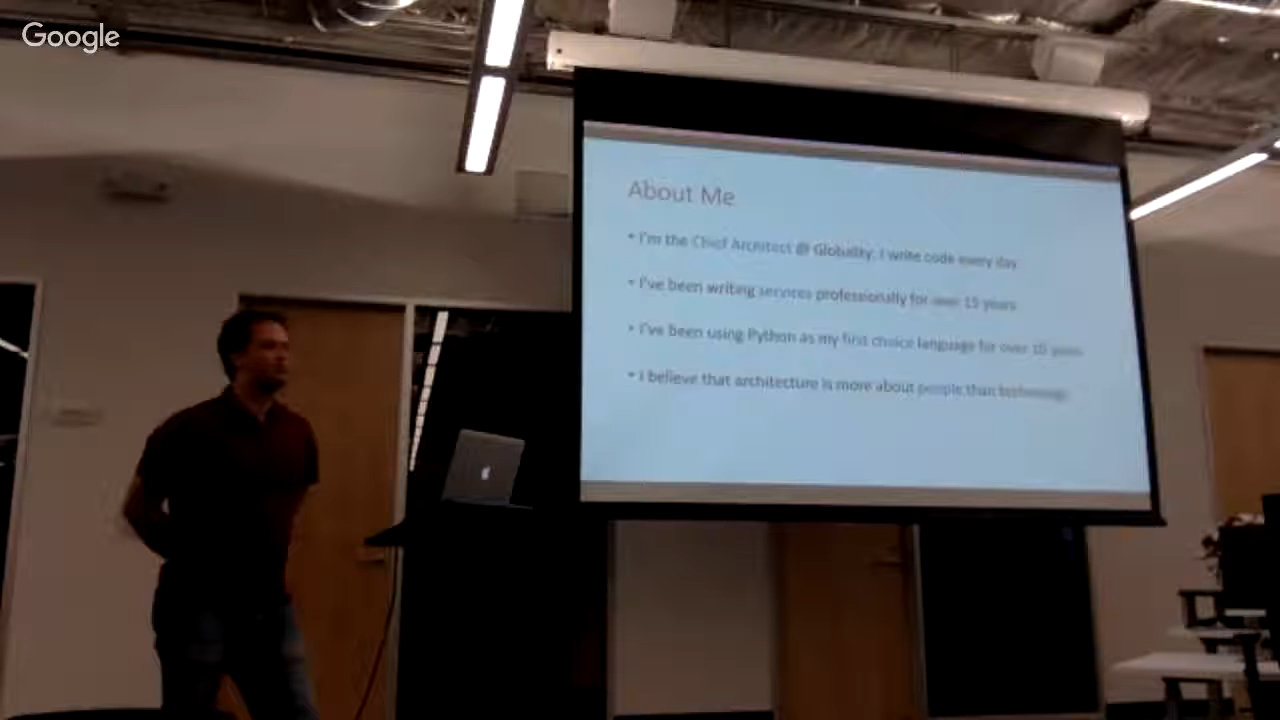 Google
About Me
• I'm the Chief Architect @ Globality. I write code every day
• I've been writing services professionally for over 15 years
• I've been using Python as my first choice language for over 10 years
• I believe that architecture is more about people than technology